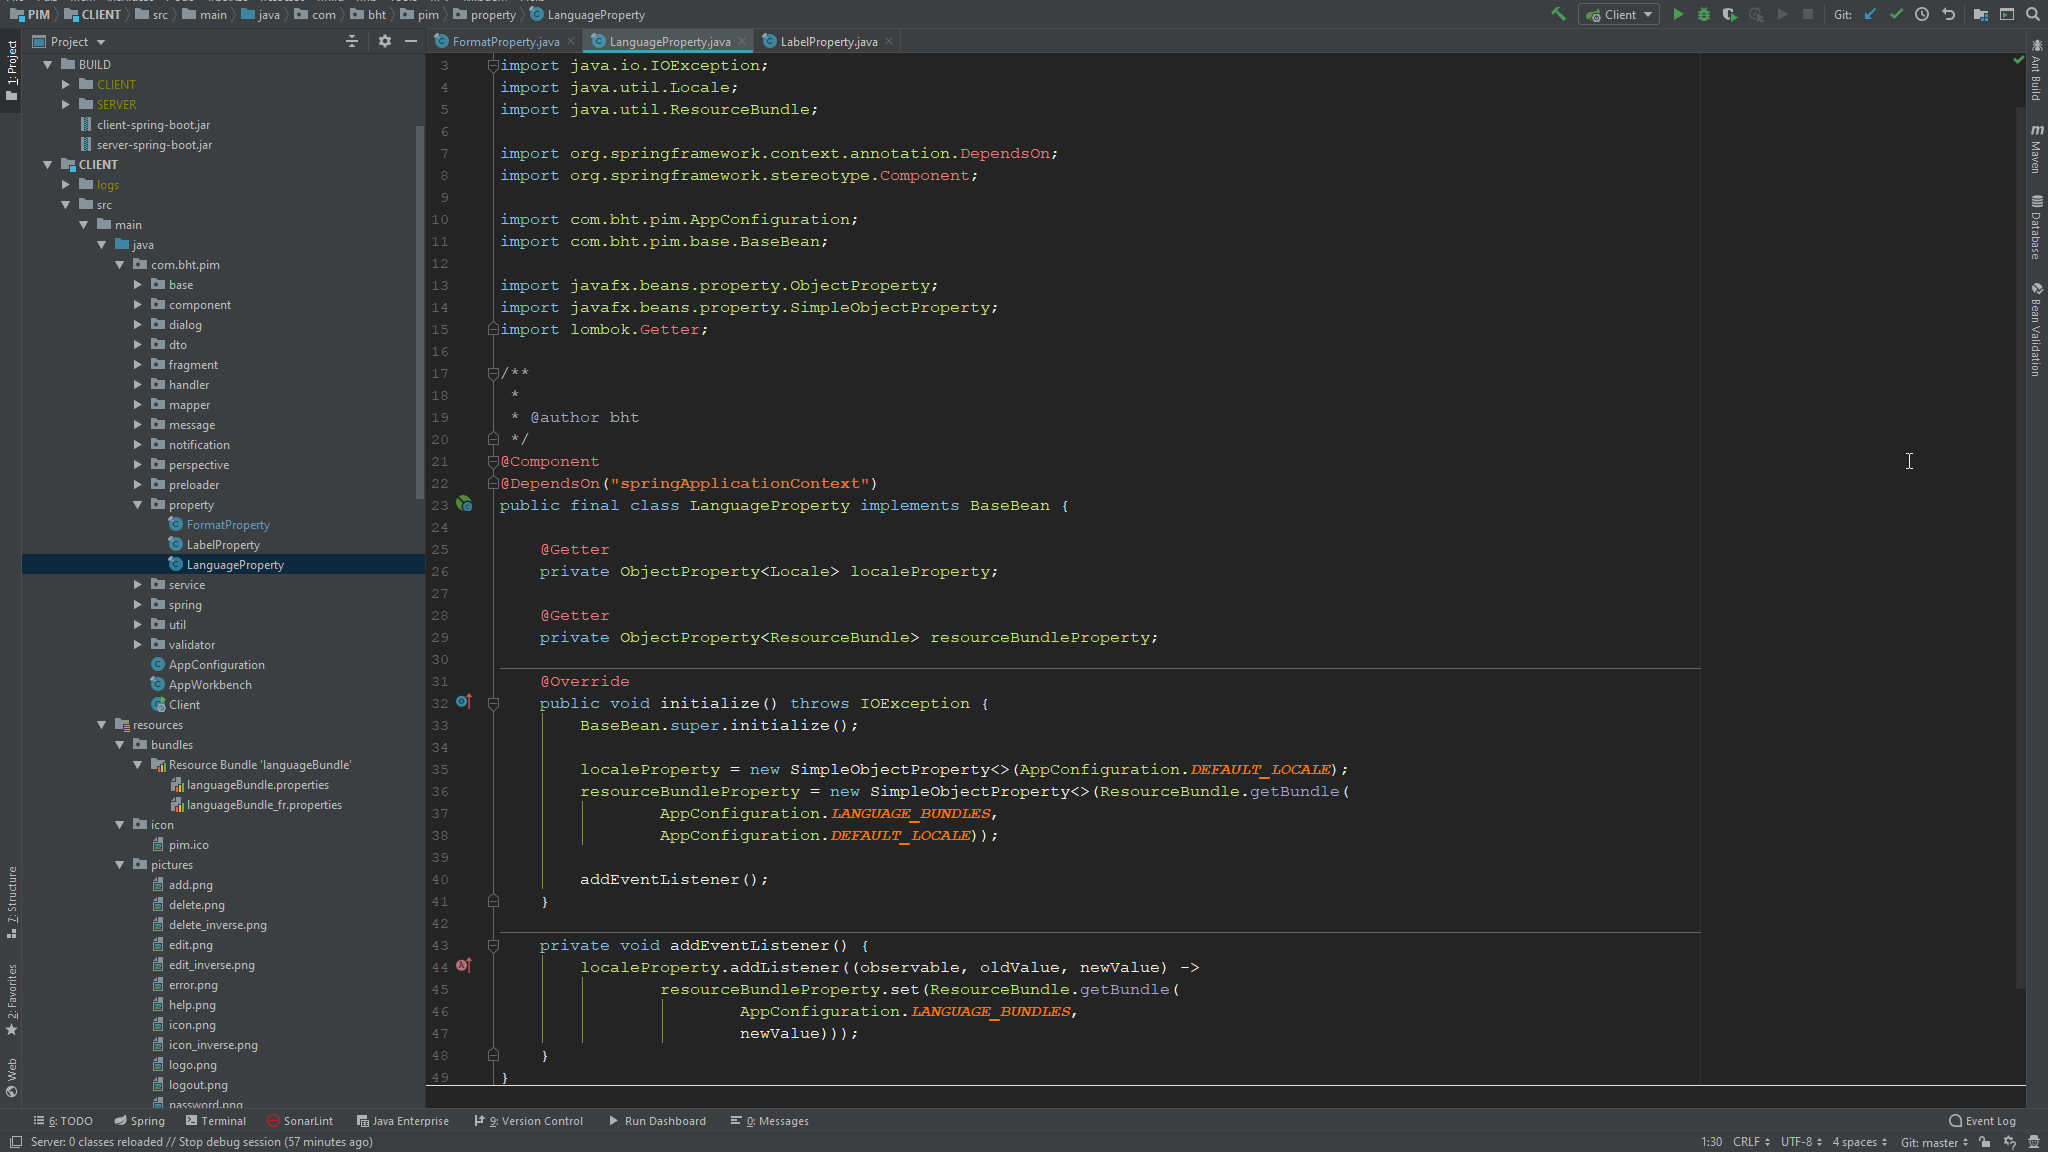 PIM CLIENT src main java com bht pim property LanguageProperty
Client
Git:
1: Project
Project
FormatProperty.java
LanguageProperty.java
LabelProperty.java
BUILD
CLIENT
SERVER
client-spring-boot.jar
server-spring-boot.jar
CLIENT
logs
src
main
java
com.bht.pim
base
component
dialog
dto
fragment
handler
mapper
message
notification
perspective
preloader
property
FormatProperty
LabelProperty
LanguageProperty
service
spring
util
validator
AppConfiguration
AppWorkbench
Client
resources
bundles
Resource Bundle 'languageBundle'
languageBundle.properties
languageBundle_fr.properties
icon
pim.ico
pictures
add.png
delete.png
delete_inverse.png
edit.png
edit_inverse.png
error.png
help.png
icon.png
icon_inverse.png
logo.png
logout.png
password.png
7: Structure
2: Favorites
Web
3 import java.io.IOException;
4 import java.util.Locale;
5 import java.util.ResourceBundle;
6
7 import org.springframework.context.annotation.DependsOn;
8 import org.springframework.stereotype.Component;
9
10 import com.bht.pim.AppConfiguration;
11 import com.bht.pim.base.BaseBean;
12
13 import javafx.beans.property.ObjectProperty;
14 import javafx.beans.property.SimpleObjectProperty;
15 import lombok.Getter;
16
17 /**
18 *
19 * @author bht
20 */
21 @Component
22 @DependsOn("springApplicationContext")
23 public final class LanguageProperty implements BaseBean {
24
25 @Getter
26 private ObjectProperty<Locale> localeProperty;
27
28 @Getter
29 private ObjectProperty<ResourceBundle> resourceBundleProperty;
30
31 @Override
32 public void initialize() throws IOException {
33 BaseBean.super.initialize();
34
35 localeProperty = new SimpleObjectProperty<>(AppConfiguration.DEFAULT_LOCALE);
36 resourceBundleProperty = new SimpleObjectProperty<>(ResourceBundle.getBundle(
37 AppConfiguration.LANGUAGE_BUNDLES,
38 AppConfiguration.DEFAULT_LOCALE));
39
40 addEventListener();
41 }
42
43 private void addEventListener() {
44 localeProperty.addListener((observable, oldValue, newValue) ->
45 resourceBundleProperty.set(ResourceBundle.getBundle(
46 AppConfiguration.LANGUAGE_BUNDLES,
47 newValue)));
48 }
49 }
Ant Build
Maven
Database
Bean Validation
6: TODO Spring Terminal SonarLint Java Enterprise 9: Version Control Run Dashboard 0: Messages Event Log
Server: 0 classes reloaded // Stop debug session (57 minutes ago) 1:30 CRLF UTF-8 4 spaces Git: master